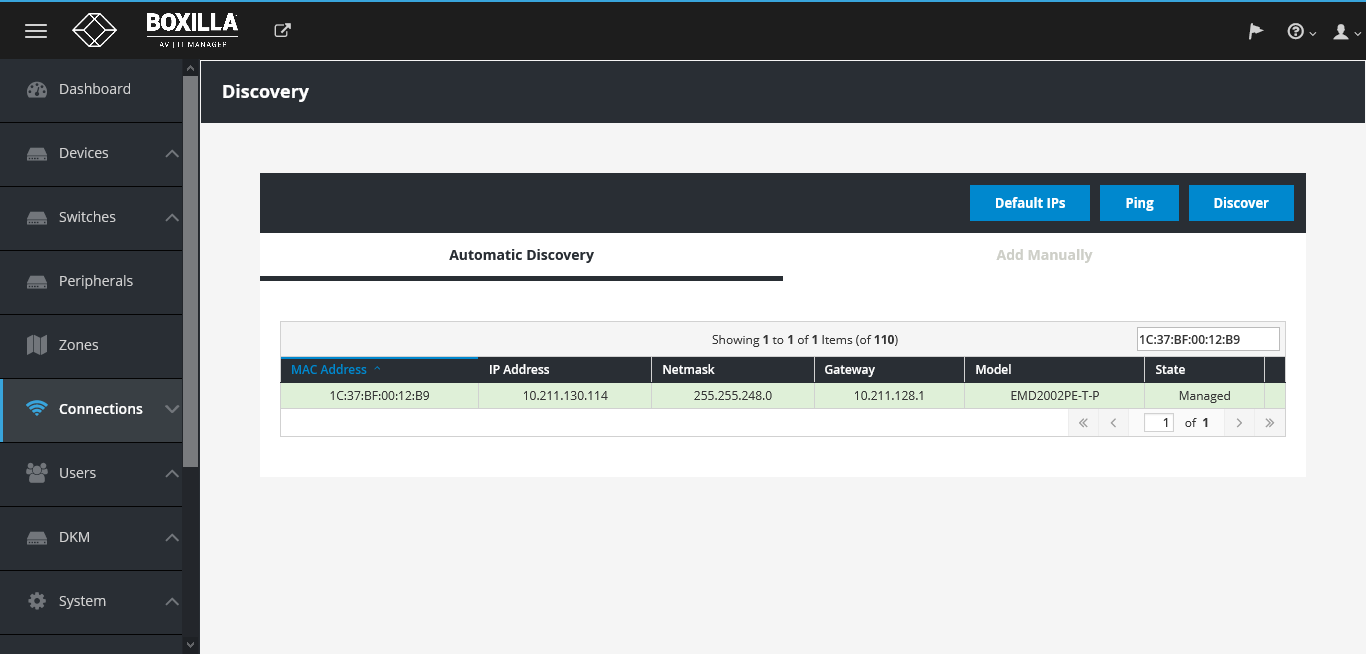 BOXILLA
AV | IT MANAGER
Dashboard
Devices
Switches
Peripherals
Zones
Connections
Users
DKM
System
Discovery
Default IPs Ping Discover
Automatic Discovery Add Manually
Showing 1 to 1 of 1 Items (of 110) 1C:37:BF:00:12:B9
MAC Address IP Address Netmask Gateway Model State
1C:37:BF:00:12:B9 10.211.130.114 255.255.248.0 10.211.128.1 EMD2002PE-T-P Managed
« < 1 of 1 > »